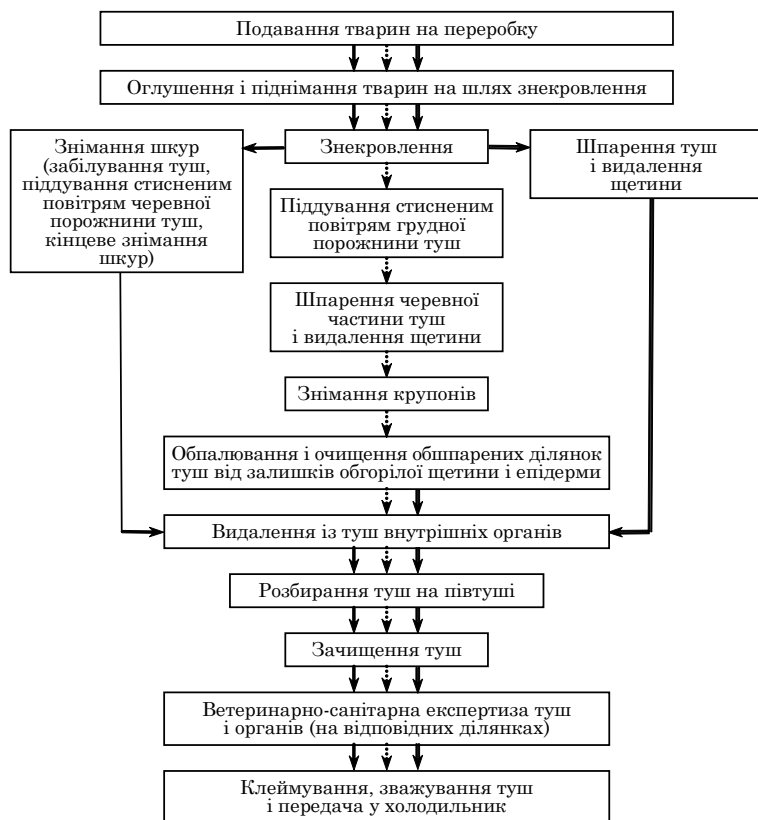 Подавання тварин на переробку
Оглушення і піднімання тварин на шлях знекровлення
Знімання шкур
(забілування туш,
піддування стисненим
повітрям черевної
порожнини туш,
кінцеве знімання
шкур)
Знекровлення
Шпарення туш
і видалення
щетини
Піддування стисненим
повітрям грудної
порожнини туш
Шпарення черевної
частини туш
і видалення щетини
Знімання крупонів
Обпалювання і очищення обшпарених ділянок
туш від залишків обгорілої щетини і епідерми
Видалення із туш внутрішніх органів
Розбирання туш на півтуші
Зачищення туш
Ветеринарно-санітарна експертиза туш
і органів (на відповідних ділянках)
Клеймування, зважування туш
і передача у холодильник